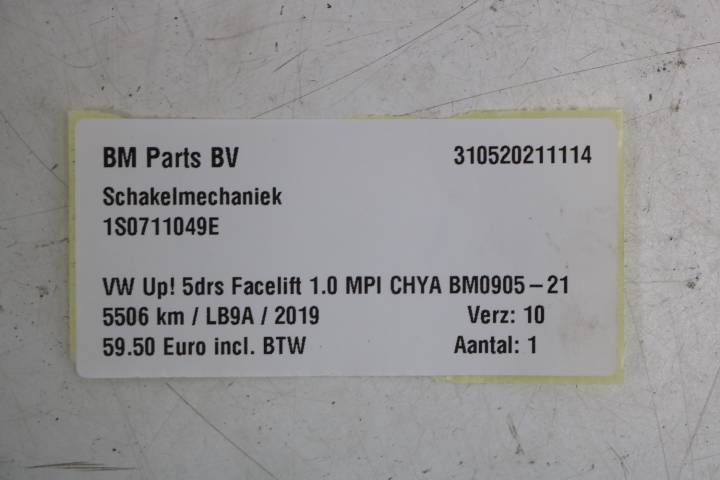 BM Parts BV 310520211114
Schakelmechaniek
1S0711049E
VW Up! 5drs Facelift 1.0 MPI CHYA BM0905-21
5506 km / LB9A / 2019 Verz: 10
59.50 Euro incl. BTW Aantal: 1